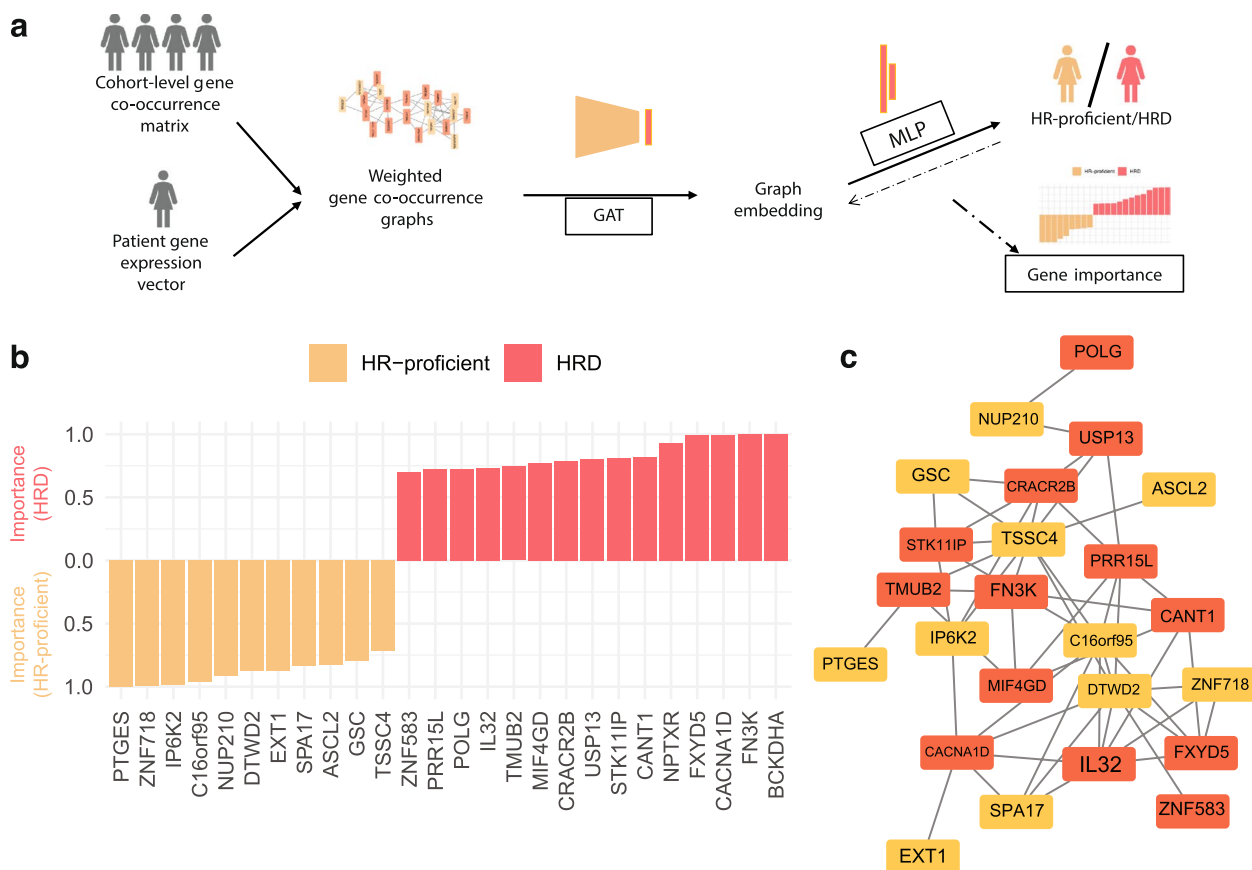 a
Cohort-level gene
co-occurrence
matrix
Patient gene
expression
vector
Weighted
gene co-occurrence
graphs
GAT
Graph
embedding
MLP
HR-proficient/HRD
HR-proficient HRD
Gene importance
b
HR−proficient HRD
Importance
(HRD)
Importance
(HR−proficient)
1.0
0.5
0.0
0.5
1.0
PTGES
ZNF718
IP6K2
C16orf95
NUP210
DTWD2
EXT1
SPA17
ASCL2
GSC
TSSC4
ZNF583
PRR15L
POLG
IL32
TMUB2
MIF4GD
CRACR2B
USP13
STK11IP
CANT1
NPTXR
FXYD5
CACNA1D
FN3K
BCKDHA
c
POLG
NUP210
USP13
GSC
CRACR2B
ASCL2
STK11IP
TSSC4
PRR15L
TMUB2
FN3K
CANT1
IP6K2
C16orf95
PTGES
MIF4GD
DTWD2
ZNF718
CACNA1D
IL32
FXYD5
SPA17
ZNF583
EXT1